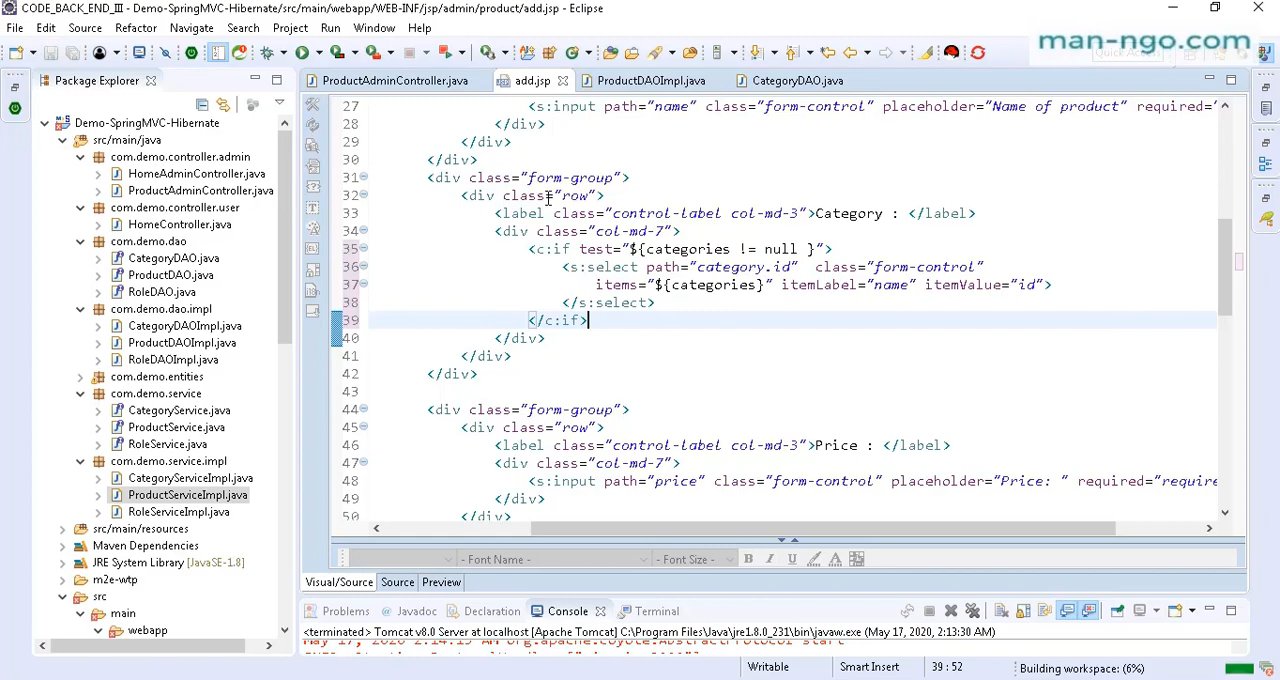 CODE_BACK_END_III - Demo-SpringMVC-Hibernate/src/main/webapp/WEB-INF/jsp/admin/product/add.jsp - Eclipse
File Edit Source Refactor Navigate Search Project Run Window Help
man-ngo.com
Package Explorer
ProductAdminController.java add.jsp ProductDAOImpl.java CategoryDAO.java
Demo-SpringMVC-Hibernate
src/main/java
com.demo.controller.admin
HomeAdminController.java
ProductAdminController.java
com.demo.controller.user
HomeController.java
com.demo.dao
CategoryDAO.java
ProductDAO.java
RoleDAO.java
com.demo.dao.impl
CategoryDAOImpl.java
ProductDAOImpl.java
RoleDAOImpl.java
com.demo.entities
com.demo.service
CategoryService.java
ProductService.java
RoleService.java
com.demo.service.impl
CategoryServiceImpl.java
ProductServiceImpl.java
RoleServiceImpl.java
src/main/resources
Maven Dependencies
JRE System Library [JavaSE-1.8]
m2e-wtp
src
main
webapp
27 <s:input path="name" class="form-control" placeholder="Name of product" required="
28 </div>
29 </div>
30 </div>
31 <div class="form-group">
32 <div class="row">
33 <label class="control-label col-md-3">Category : </label>
34 <div class="col-md-7">
35 <c:if test="${categories != null }">
36 <s:select path="category.id" class="form-control"
37 items="${categories}" itemLabel="name" itemValue="id">
38 </s:select>
39 </c:if>
40 </div>
41 </div>
42 </div>
43
44 <div class="form-group">
45 <div class="row">
46 <label class="control-label col-md-3">Price : </label>
47 <div class="col-md-7">
48 <s:input path="price" class="form-control" placeholder="Price: " required="require
49 </div>
50 </div>
- Font Name - - Font Size - B I U A
Visual/Source Source Preview
Problems Javadoc Declaration Console Terminal
<terminated> Tomcat v8.0 Server at localhost [Apache Tomcat] C:\Program Files\Java\jre1.8.0_231\bin\javaw.exe (May 17, 2020 2:13:30 AM)
Writable Smart Insert 39 : 52 Building workspace: (6%)